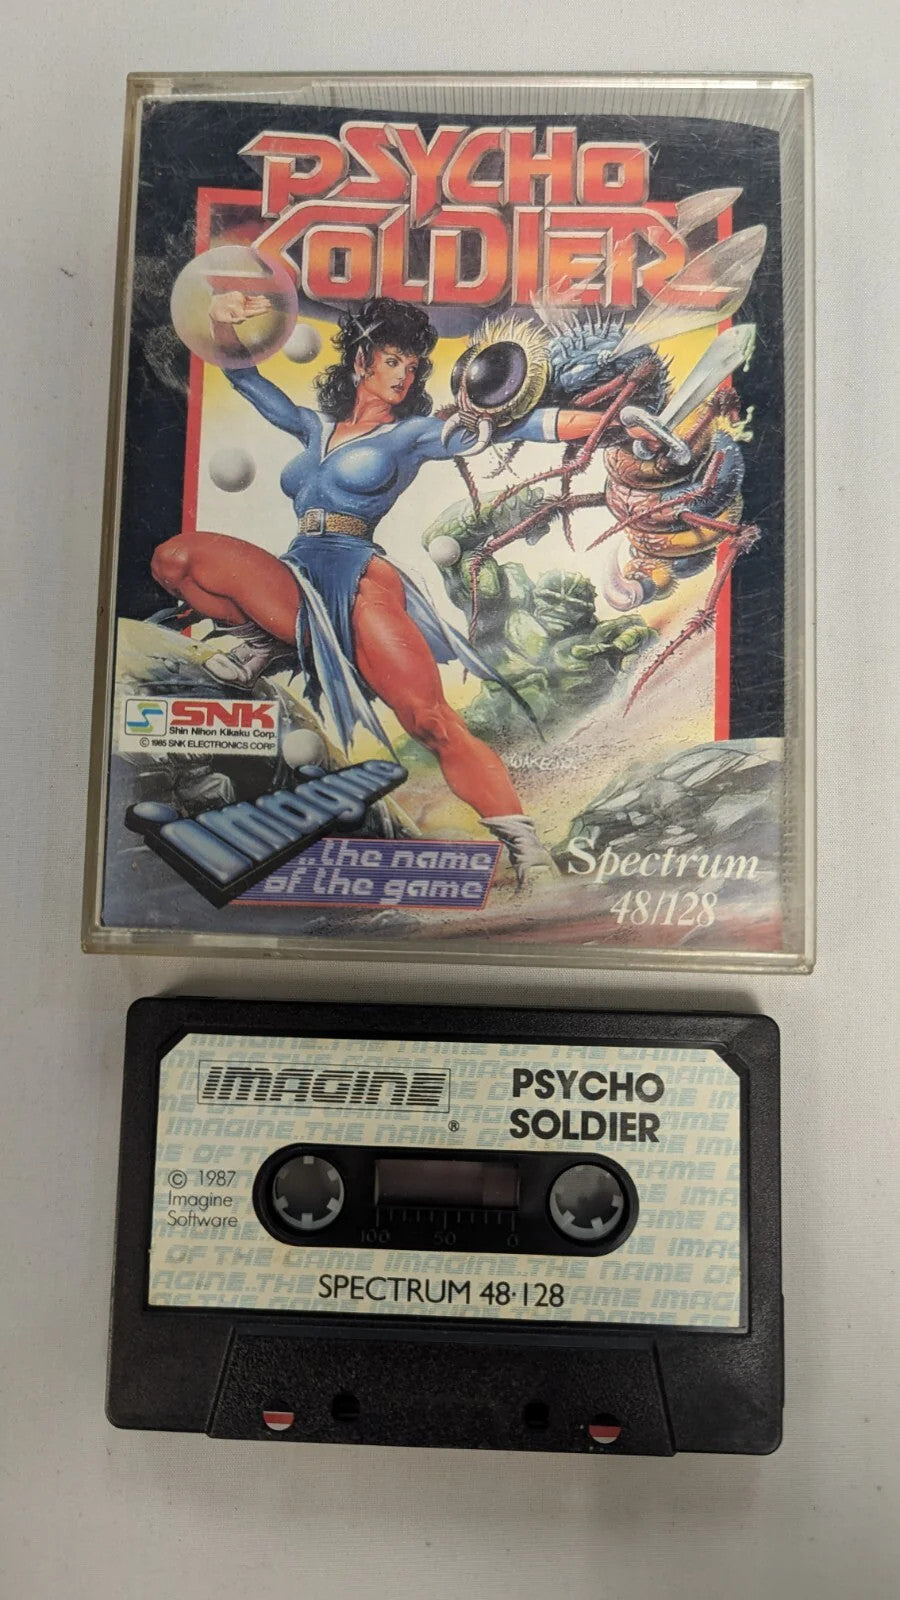 PSYCHO
SOLDIER
SNK
Shin Nihon Kikaku Corp.
© 1985 SNK ELECTRONICS CORP
imagine
...the name
of the game
Spectrum
48/128
IMAGINE
®
PSYCHO
SOLDIER
© 1987
Imagine
Software
100 50 0
SPECTRUM 48·128